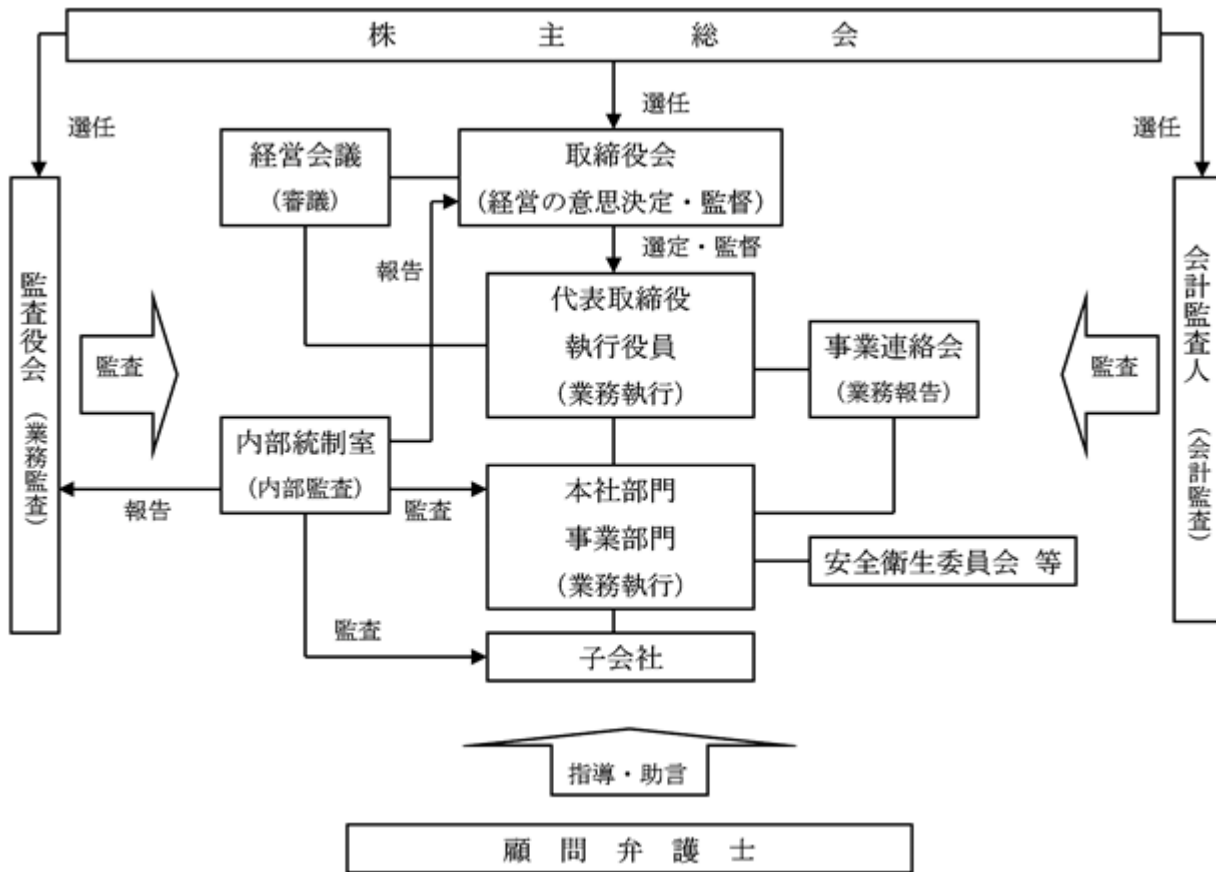 株主総会
選任
選任
選任
経営会議
（審議）
取締役会
（経営の意思決定・監督）
報告
選定・監督
監査役会（業務監査）
監査
代表取締役
執行役員
（業務執行）
事業連絡会
（業務報告）
監査
会計監査人（会計監査）
内部統制室
（内部監査）
報告
監査
本社部門
事業部門
（業務執行）
安全衛生委員会 等
監査
子会社
指導・助言
顧問弁護士